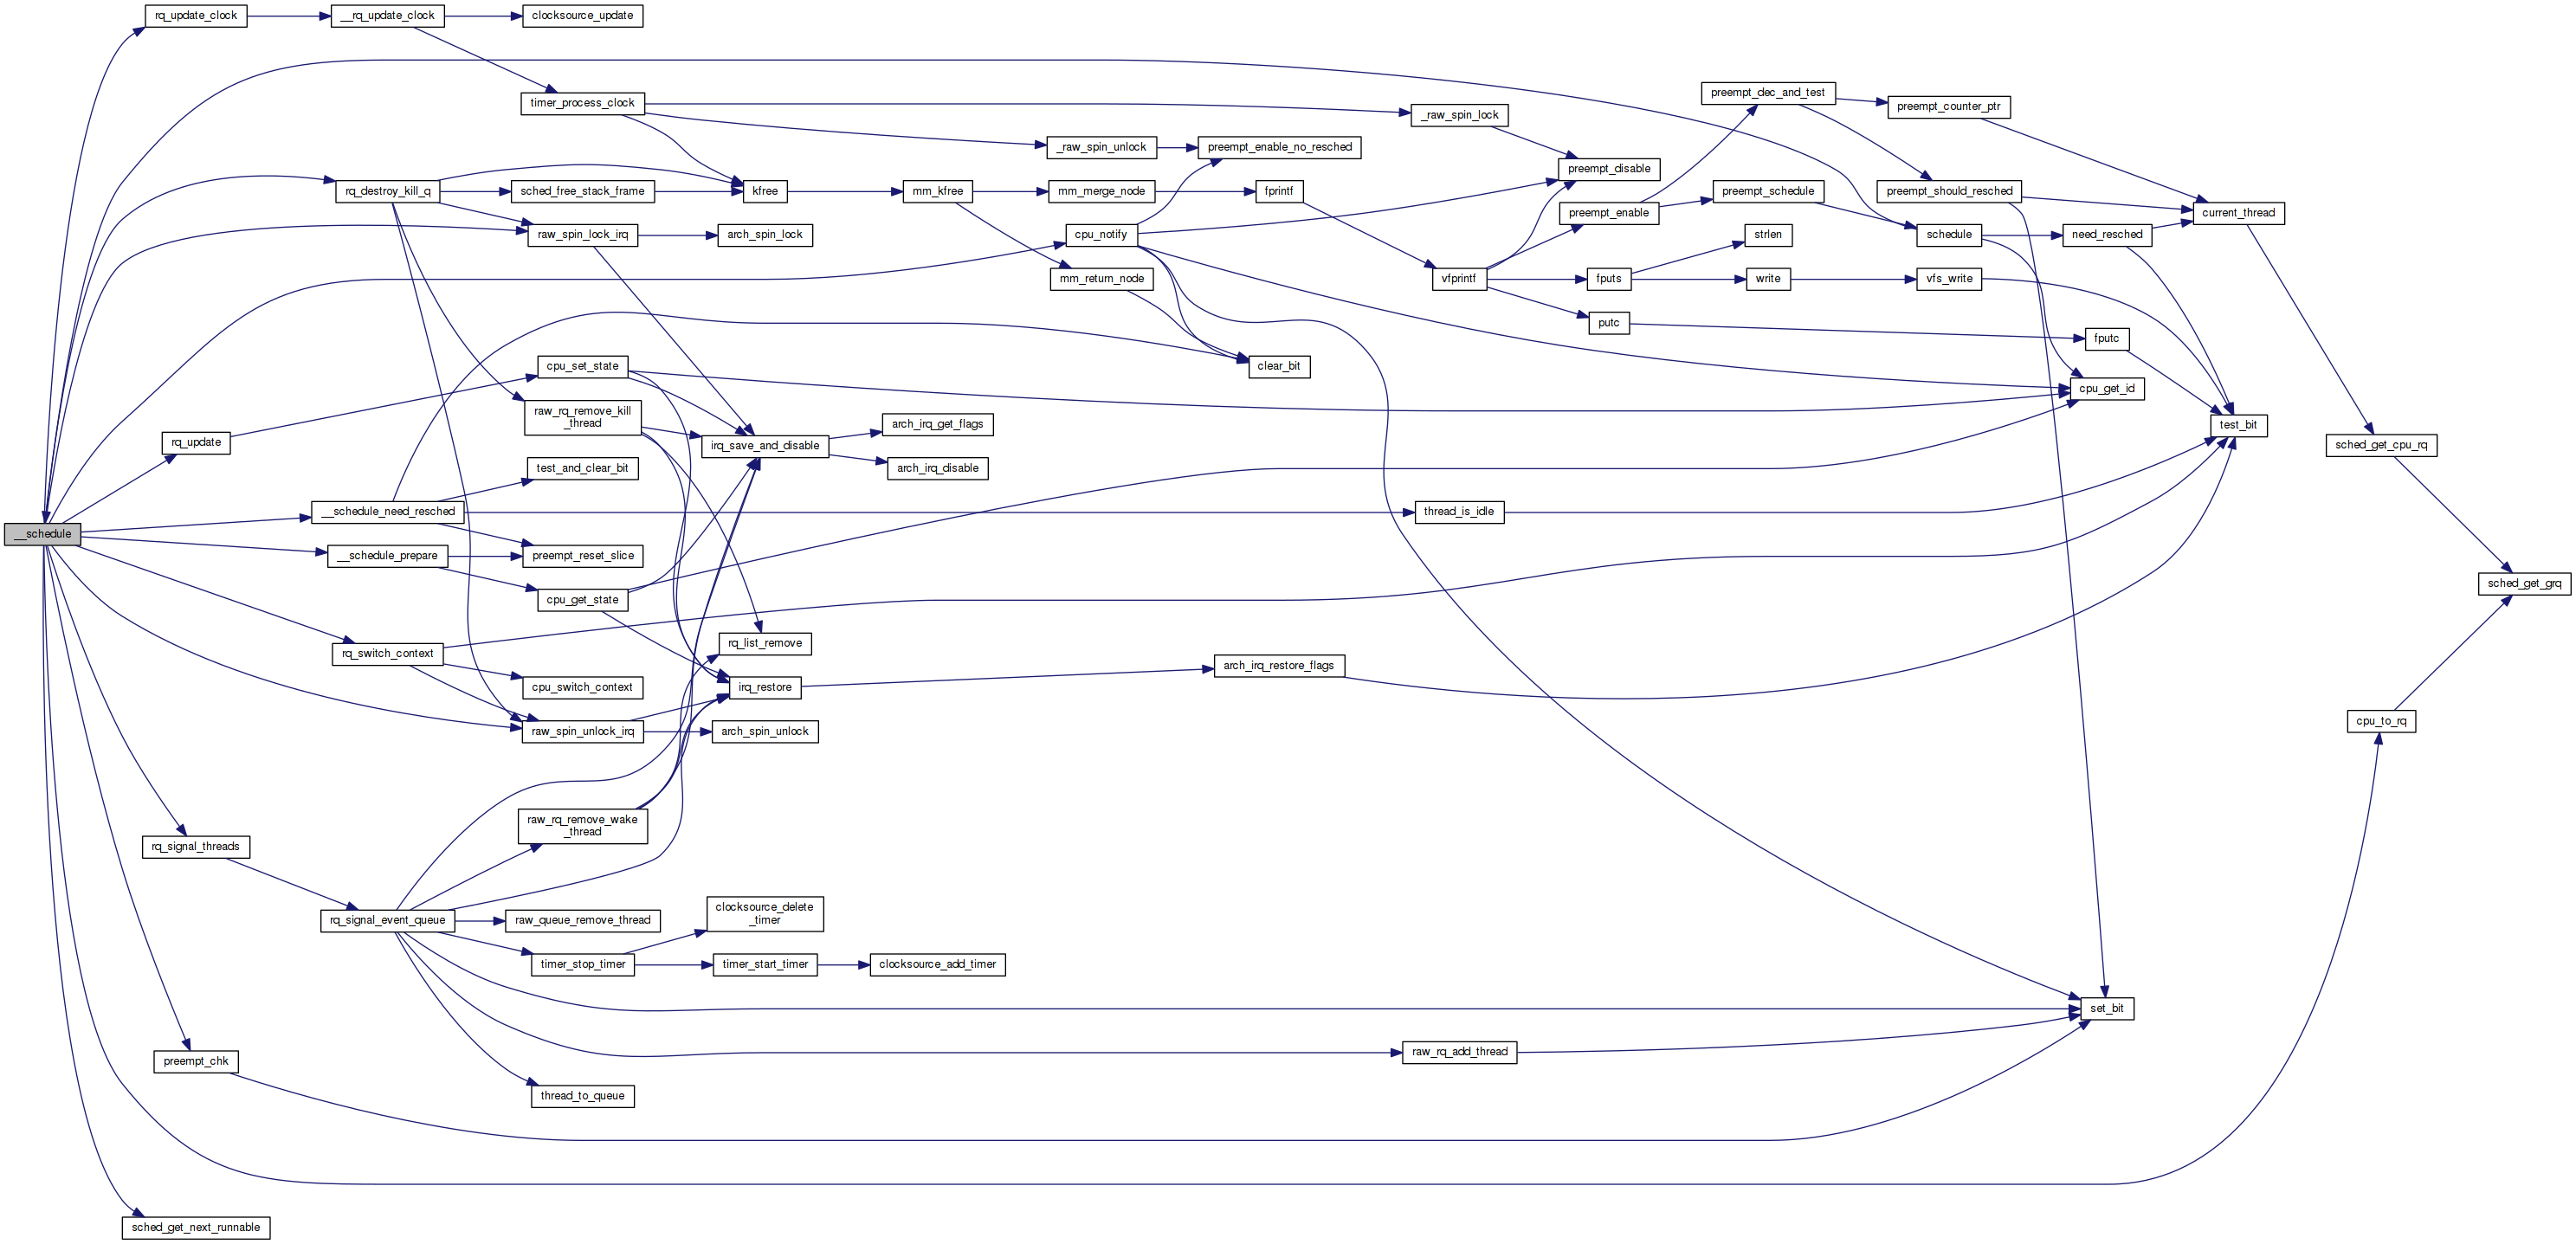 rq_update_clock
__rq_update_clock
clocksource_update
timer_process_clock
preempt_dec_and_test
preempt_counter_ptr
_raw_spin_lock
_raw_spin_unlock
preempt_enable_no_resched
preempt_disable
rq_destroy_kill_q
sched_free_stack_frame
kfree
mm_kfree
mm_merge_node
fprintf
preempt_schedule
preempt_should_resched
preempt_enable
current_thread
raw_spin_lock_irq
arch_spin_lock
cpu_notify
strlen
schedule
need_resched
mm_return_node
vfprintf
fputs
write
vfs_write
putc
fputc
cpu_set_state
clear_bit
cpu_get_id
raw_rq_remove_kill
_thread
arch_irq_get_flags
test_bit
rq_update
irq_save_and_disable
sched_get_cpu_rq
test_and_clear_bit
arch_irq_disable
__schedule_need_resched
thread_is_idle
__schedule
__schedule_prepare
preempt_reset_slice
sched_get_grq
cpu_get_state
rq_switch_context
rq_list_remove
arch_irq_restore_flags
cpu_switch_context
irq_restore
raw_spin_unlock_irq
arch_spin_unlock
cpu_to_rq
raw_rq_remove_wake
_thread
rq_signal_threads
rq_signal_event_queue
raw_queue_remove_thread
clocksource_delete
_timer
timer_stop_timer
timer_start_timer
clocksource_add_timer
set_bit
preempt_chk
raw_rq_add_thread
thread_to_queue
sched_get_next_runnable